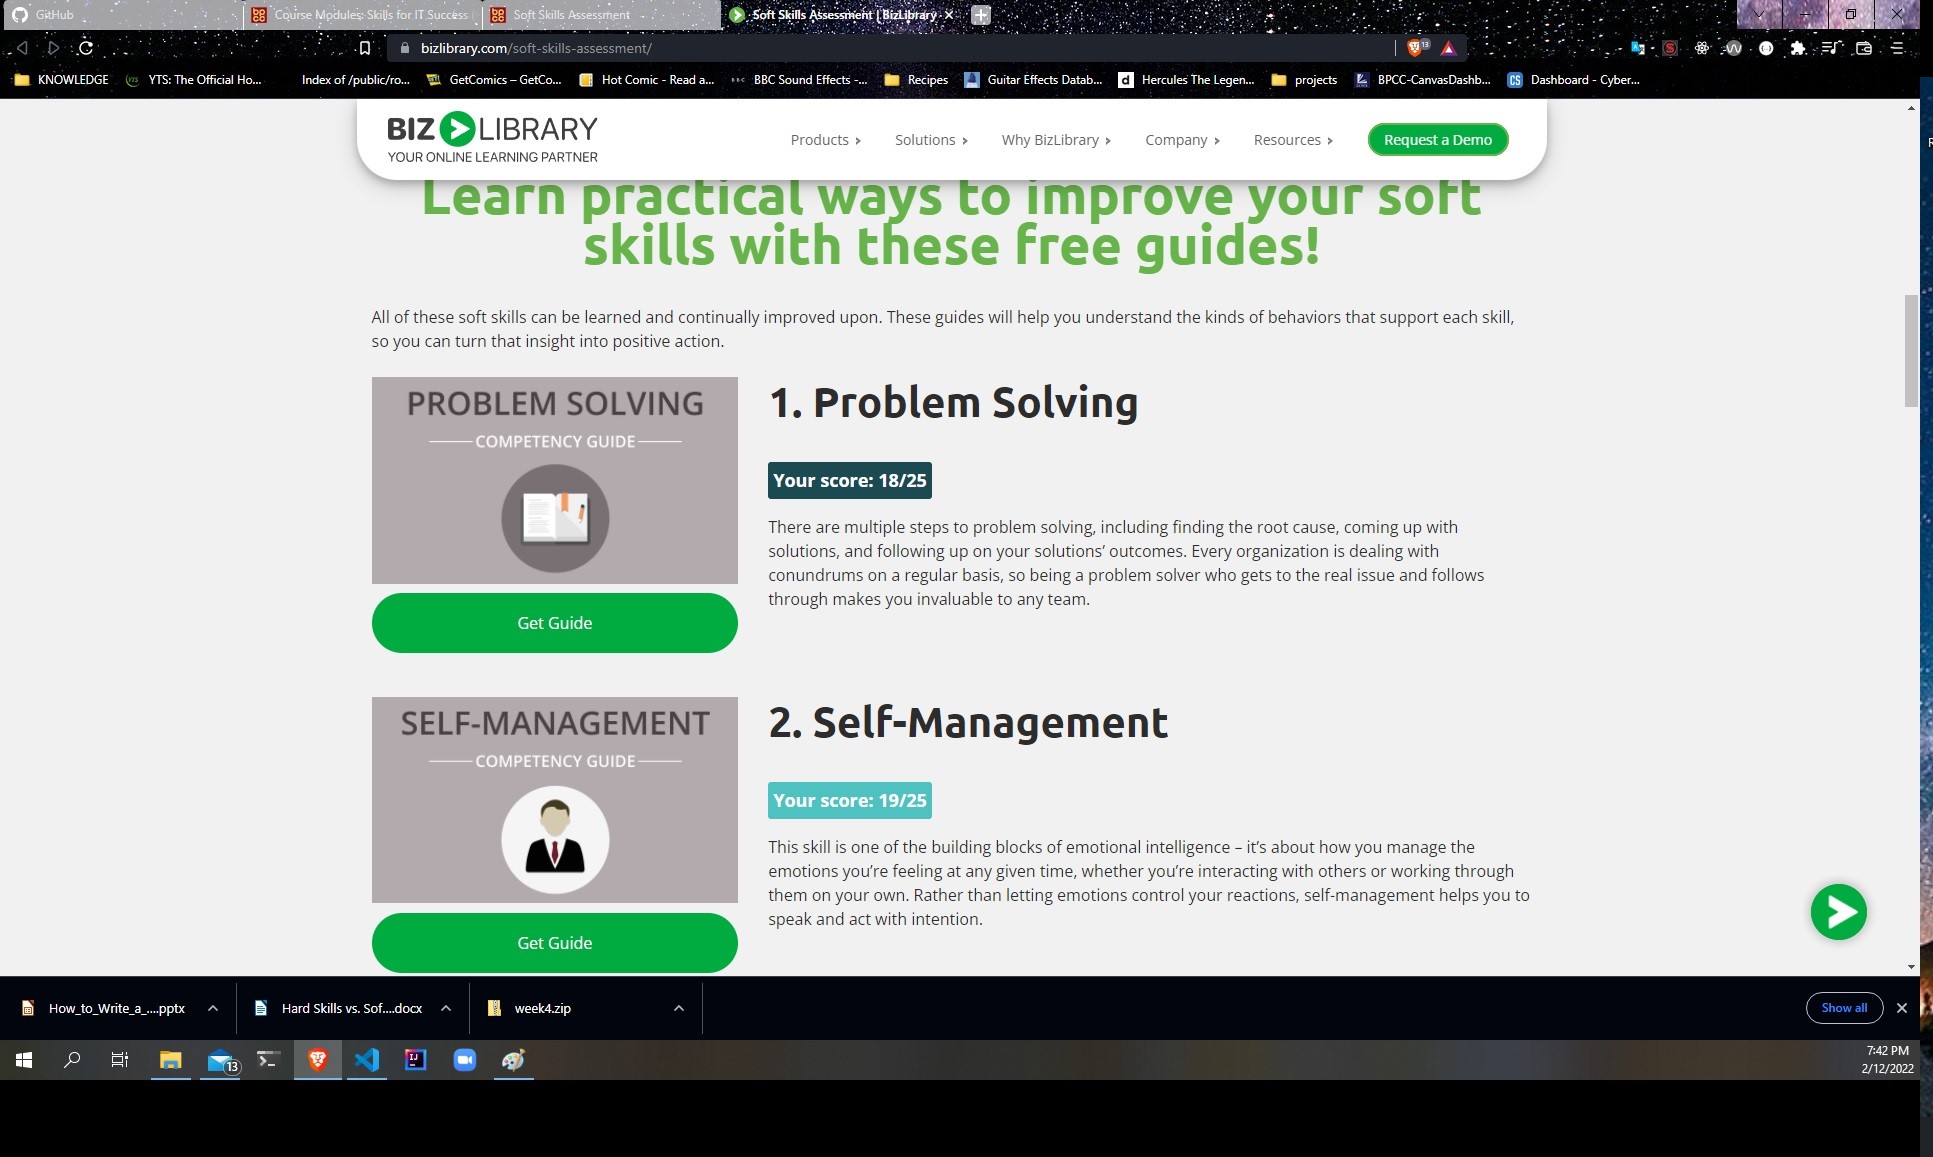 GitHub
Course Modules: Skills for IT Success
Soft Skills Assessment
Soft Skills Assessment | BizLibrary
bizlibrary.com/soft-skills-assessment/
13
KNOWLEDGE
YTS: The Official Ho...
Index of /public/ro...
GetComics – GetCo...
Hot Comic - Read a...
BBC Sound Effects -...
Recipes
Guitar Effects Datab...
Hercules The Legen...
projects
BPCC-CanvasDashb...
CS
Dashboard - Cyber...
BIZ LIBRARY
YOUR ONLINE LEARNING PARTNER
Products
Solutions
Why BizLibrary
Company
Resources
Request a Demo
Learn practical ways to improve your soft
skills with these free guides!
All of these soft skills can be learned and continually improved upon. These guides will help you understand the kinds of behaviors that support each skill,
so you can turn that insight into positive action.
PROBLEM SOLVING
COMPETENCY GUIDE
Get Guide
1. Problem Solving
Your score: 18/25
There are multiple steps to problem solving, including finding the root cause, coming up with
solutions, and following up on your solutions’ outcomes. Every organization is dealing with
conundrums on a regular basis, so being a problem solver who gets to the real issue and follows
through makes you invaluable to any team.
SELF-MANAGEMENT
COMPETENCY GUIDE
Get Guide
2. Self-Management
Your score: 19/25
This skill is one of the building blocks of emotional intelligence – it’s about how you manage the
emotions you’re feeling at any given time, whether you’re interacting with others or working through
them on your own. Rather than letting emotions control your reactions, self-management helps you to
speak and act with intention.
How_to_Write_a_....pptx
Hard Skills vs. Sof....docx
week4.zip
Show all
13
7:42 PM
2/12/2022